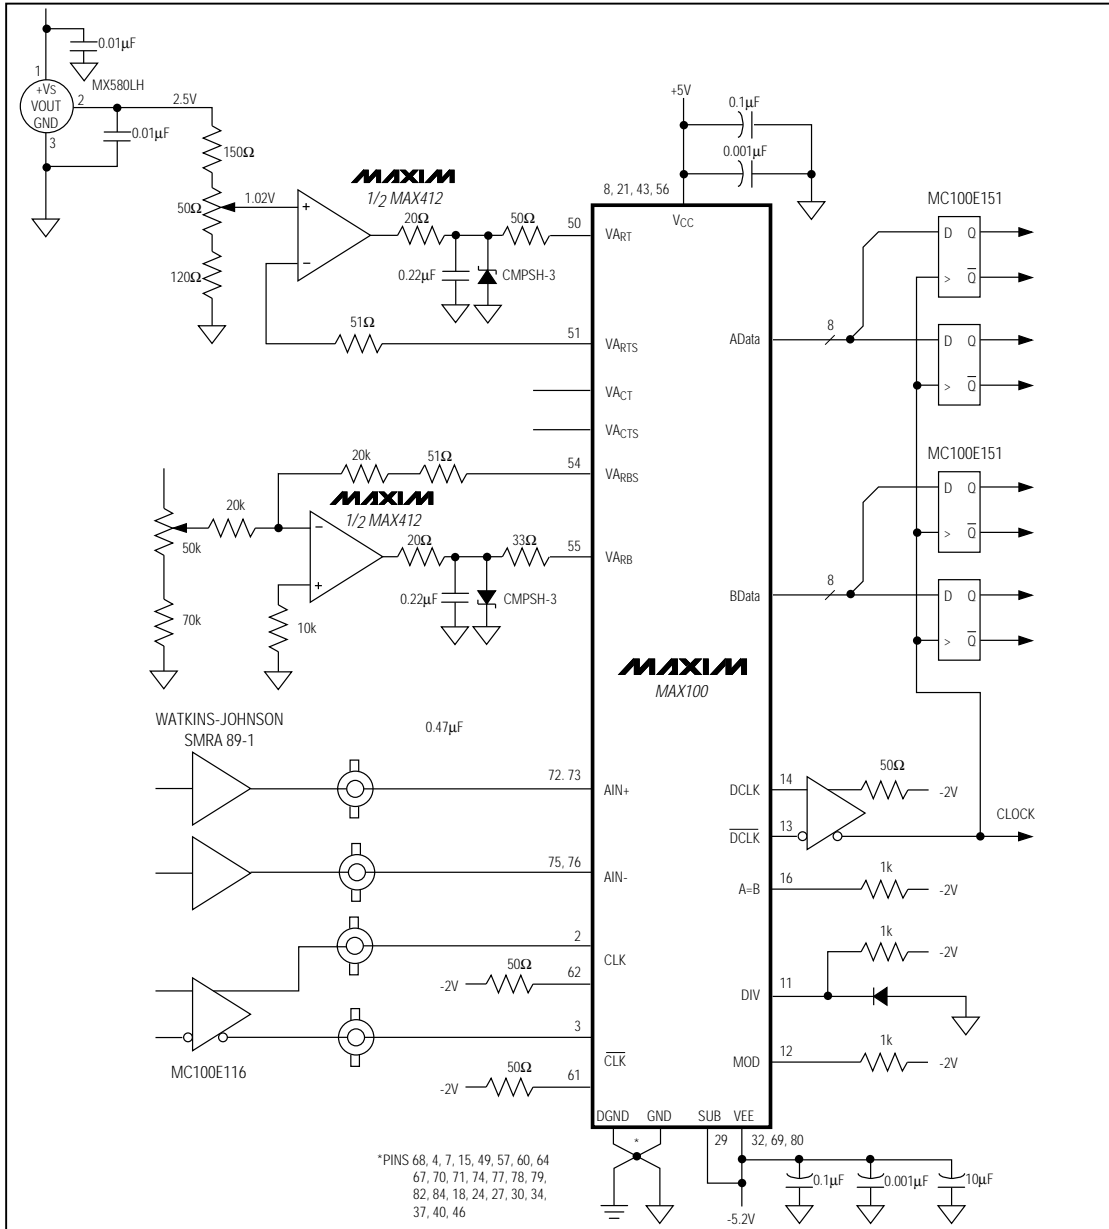 0.01µF
1
+VS
VOUT
GND
MX580LH
2
2.5V
3
0.01µF
150Ω
50Ω
1.02V
120Ω
MAXIM
1/2 MAX412
+
−
20Ω
50Ω
50
0.22µF
CMPSH-3
51Ω
51
+5V
0.1µF
0.001µF
8, 21, 43, 56
VCC
VART
VARTS
VACT
VACTS
VARBS
VARB
20k
51Ω
54
MAXIM
1/2 MAX412
20k
50k
−
+
20Ω
33Ω
55
0.22µF
CMPSH-3
70k
10k
MAXIM
MAX100
WATKINS-JOHNSON
SMRA 89-1
0.47µF
72. 73
AIN+
75, 76
AIN-
2
CLK
-2V
50Ω
62
3
CLK
MC100E116
-2V
50Ω
61
AData
8
MC100E151
D Q
> Q
D Q
> Q
MC100E151
BData
8
D Q
> Q
D Q
> Q
DCLK
14
50Ω
-2V
DCLK
13
CLOCK
A=B
16
1k
-2V
1k
-2V
DIV
11
MOD
12
1k
-2V
DGND
GND
SUB
VEE
*
29
32, 69, 80
0.1µF
0.001µF
10µF
-5.2V
*PINS 68, 4, 7, 15, 49, 57, 60, 64
67, 70, 71, 74, 77, 78, 79,
82, 84, 18, 24, 27, 30, 34,
37, 40, 46